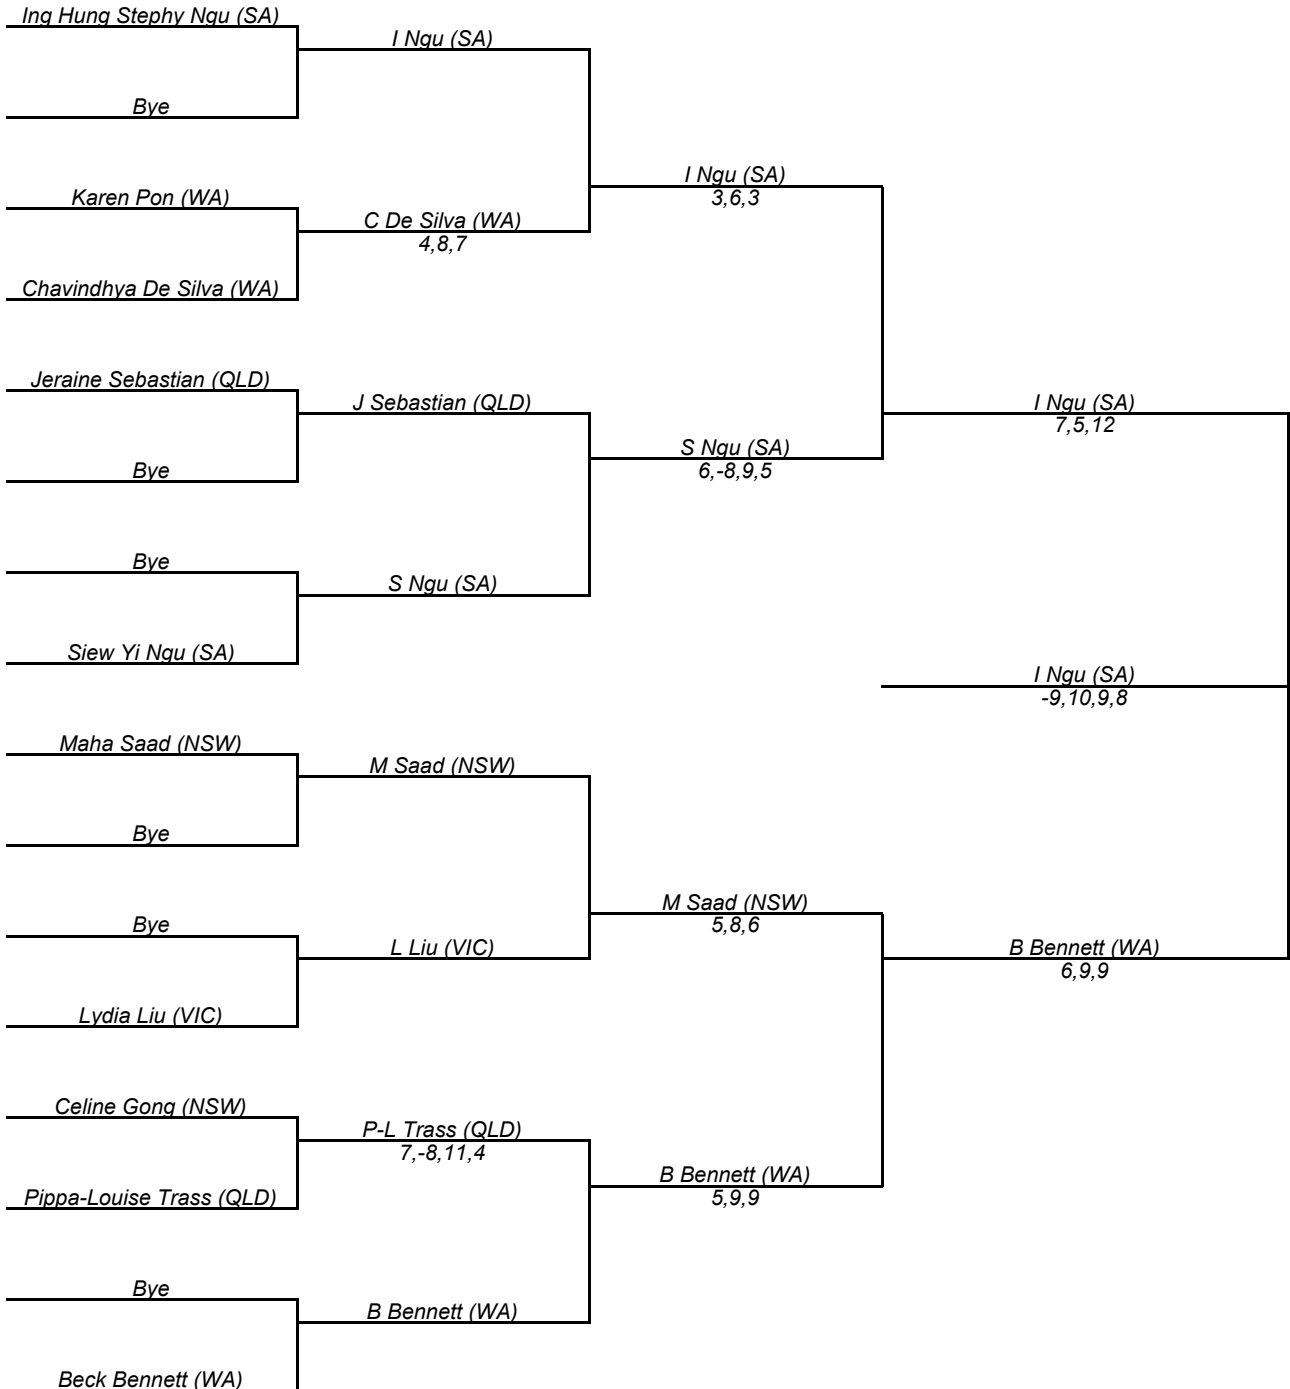 Ing Hung Stephy Ngu (SA)
I Ngu (SA)
Bye
I Ngu (SA)
3,6,3
Karen Pon (WA)
C De Silva (WA)
4,8,7
Chavindhya De Silva (WA)
Jeraine Sebastian (QLD)
J Sebastian (QLD)
I Ngu (SA)
7,5,12
S Ngu (SA)
6,-8,9,5
Bye
Bye
S Ngu (SA)
Siew Yi Ngu (SA)
I Ngu (SA)
-9,10,9,8
Maha Saad (NSW)
M Saad (NSW)
Bye
M Saad (NSW)
5,8,6
Bye
L Liu (VIC)
B Bennett (WA)
6,9,9
Lydia Liu (VIC)
Celine Gong (NSW)
P-L Trass (QLD)
7,-8,11,4
B Bennett (WA)
5,9,9
Pippa-Louise Trass (QLD)
Bye
B Bennett (WA)
Beck Bennett (WA)